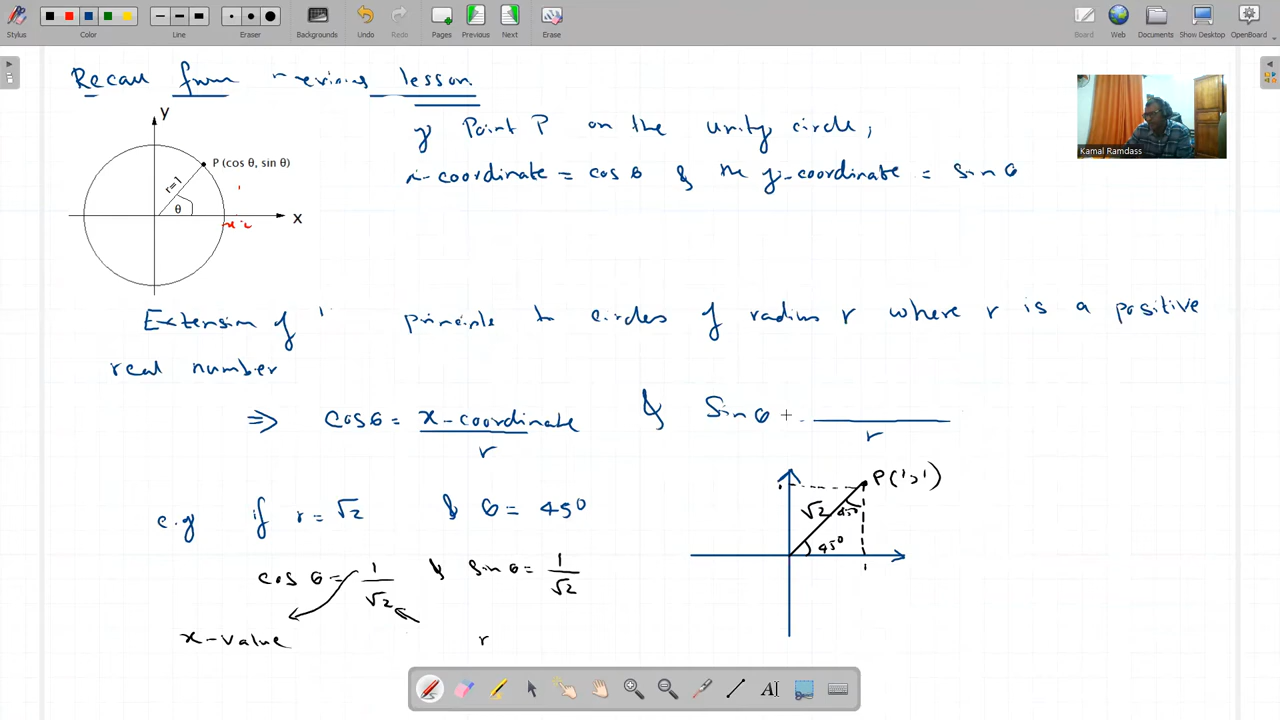 Stylus Color Line Eraser Backgrounds Undo Redo Pages Previous Next Erase Board Web Documents Show Desktop OpenBoard
Recall from revising lesson
Kamal Ramdass
y
P (cos θ, sin θ)
r=1
θ
x
Point P on the unity circle,
x-coordinate = cos θ & the y-coordinate = sin θ
Extension of principle to circles of radius r where r is a positive
real number
⇒ cos θ = x-coordinate / r & Sin θ + / r
e.g if r = √2 & θ = 45°
cos θ = 1/√2 & sin θ = 1/√2
x-value r
P(1,1)
√2 45°
45°